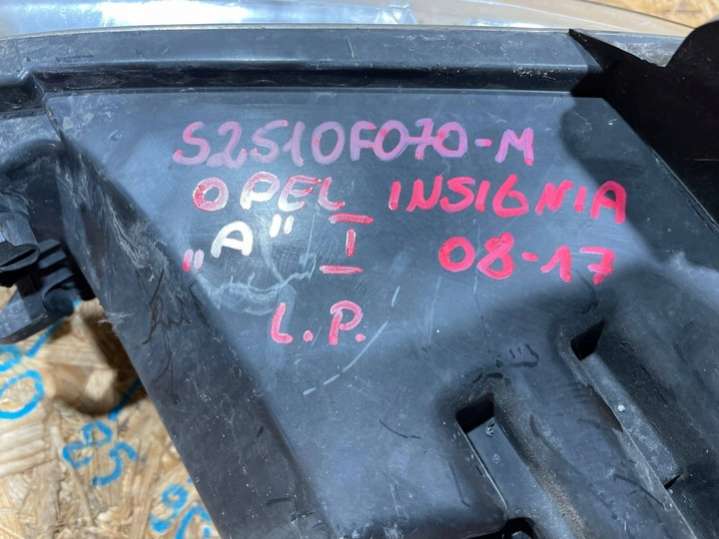 S2S10F070-M
OPEL INSIGNIA
„A" I 08-17
L.P.